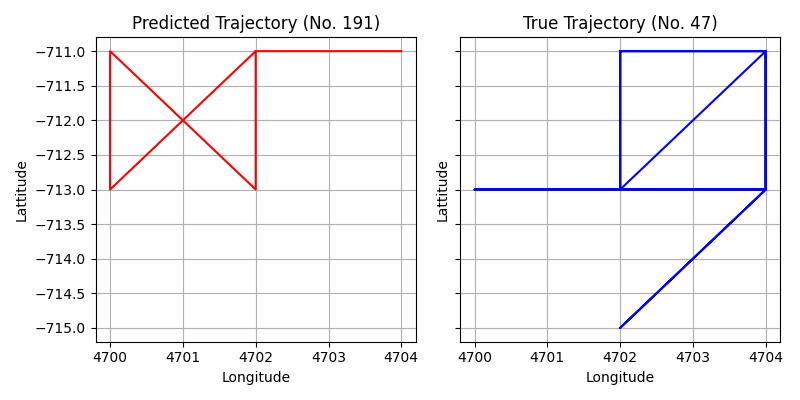 Predicted Trajectory (No. 191)
True Trajectory (No. 47)
−711.0
−711.5
−712.0
−712.5
−713.0
−713.5
−714.0
−714.5
−715.0
Lattitude
Lattitude
4700 4701 4702 4703 4704
4700 4701 4702 4703 4704
Longitude
Longitude